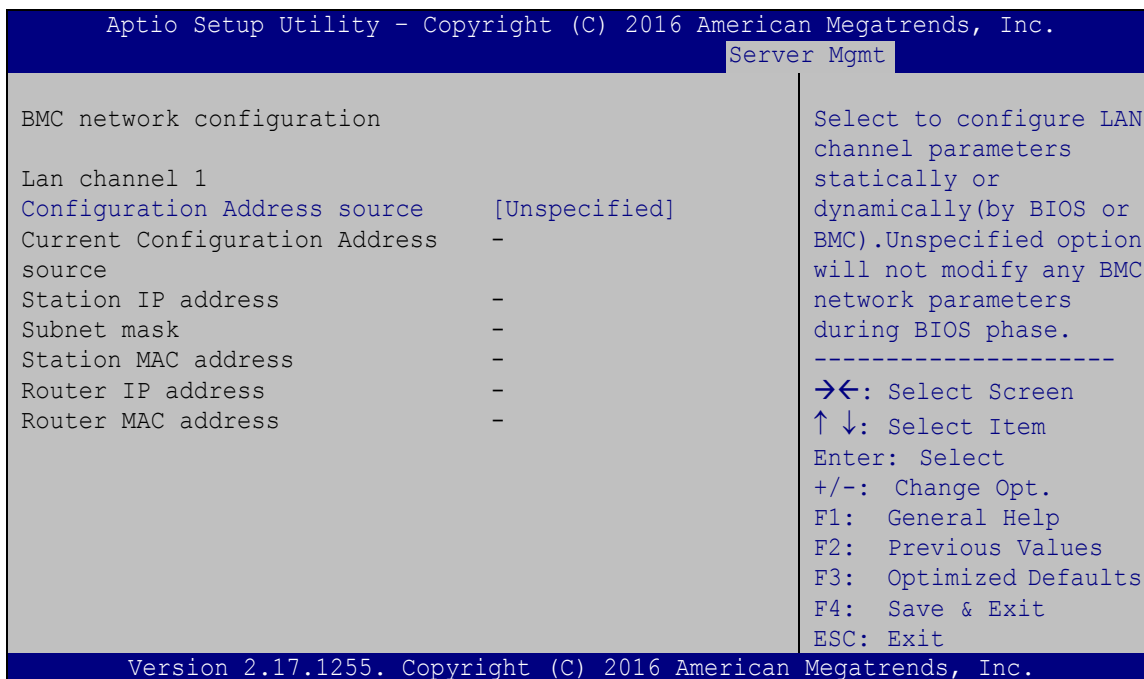 Aptio Setup Utility – Copyright (C) 2016 American Megatrends, Inc.
Server Mgmt
BMC network configuration
Lan channel 1
Configuration Address source [Unspecified]
Current Configuration Address -
source
Station IP address -
Subnet mask -
Station MAC address -
Router IP address -
Router MAC address -
Select to configure LAN
channel parameters
statically or
dynamically(by BIOS or
BMC).Unspecified option
will not modify any BMC
network parameters
during BIOS phase.
---------------------
→←: Select Screen
↑ ↓: Select Item
Enter: Select
+/-: Change Opt.
F1: General Help
F2: Previous Values
F3: Optimized Defaults
F4: Save & Exit
ESC: Exit
Version 2.17.1255. Copyright (C) 2016 American Megatrends, Inc.